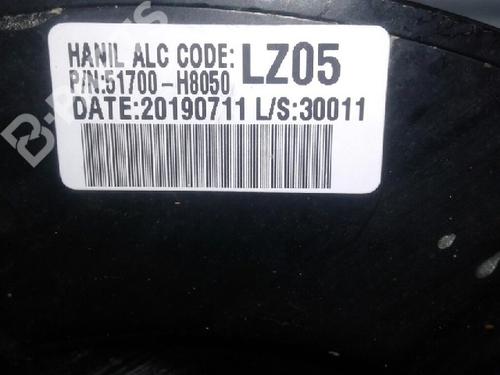 HANIL ALC CODE: LZ05
P/N:51700-H8050
DATE:20190711 L/S:30011